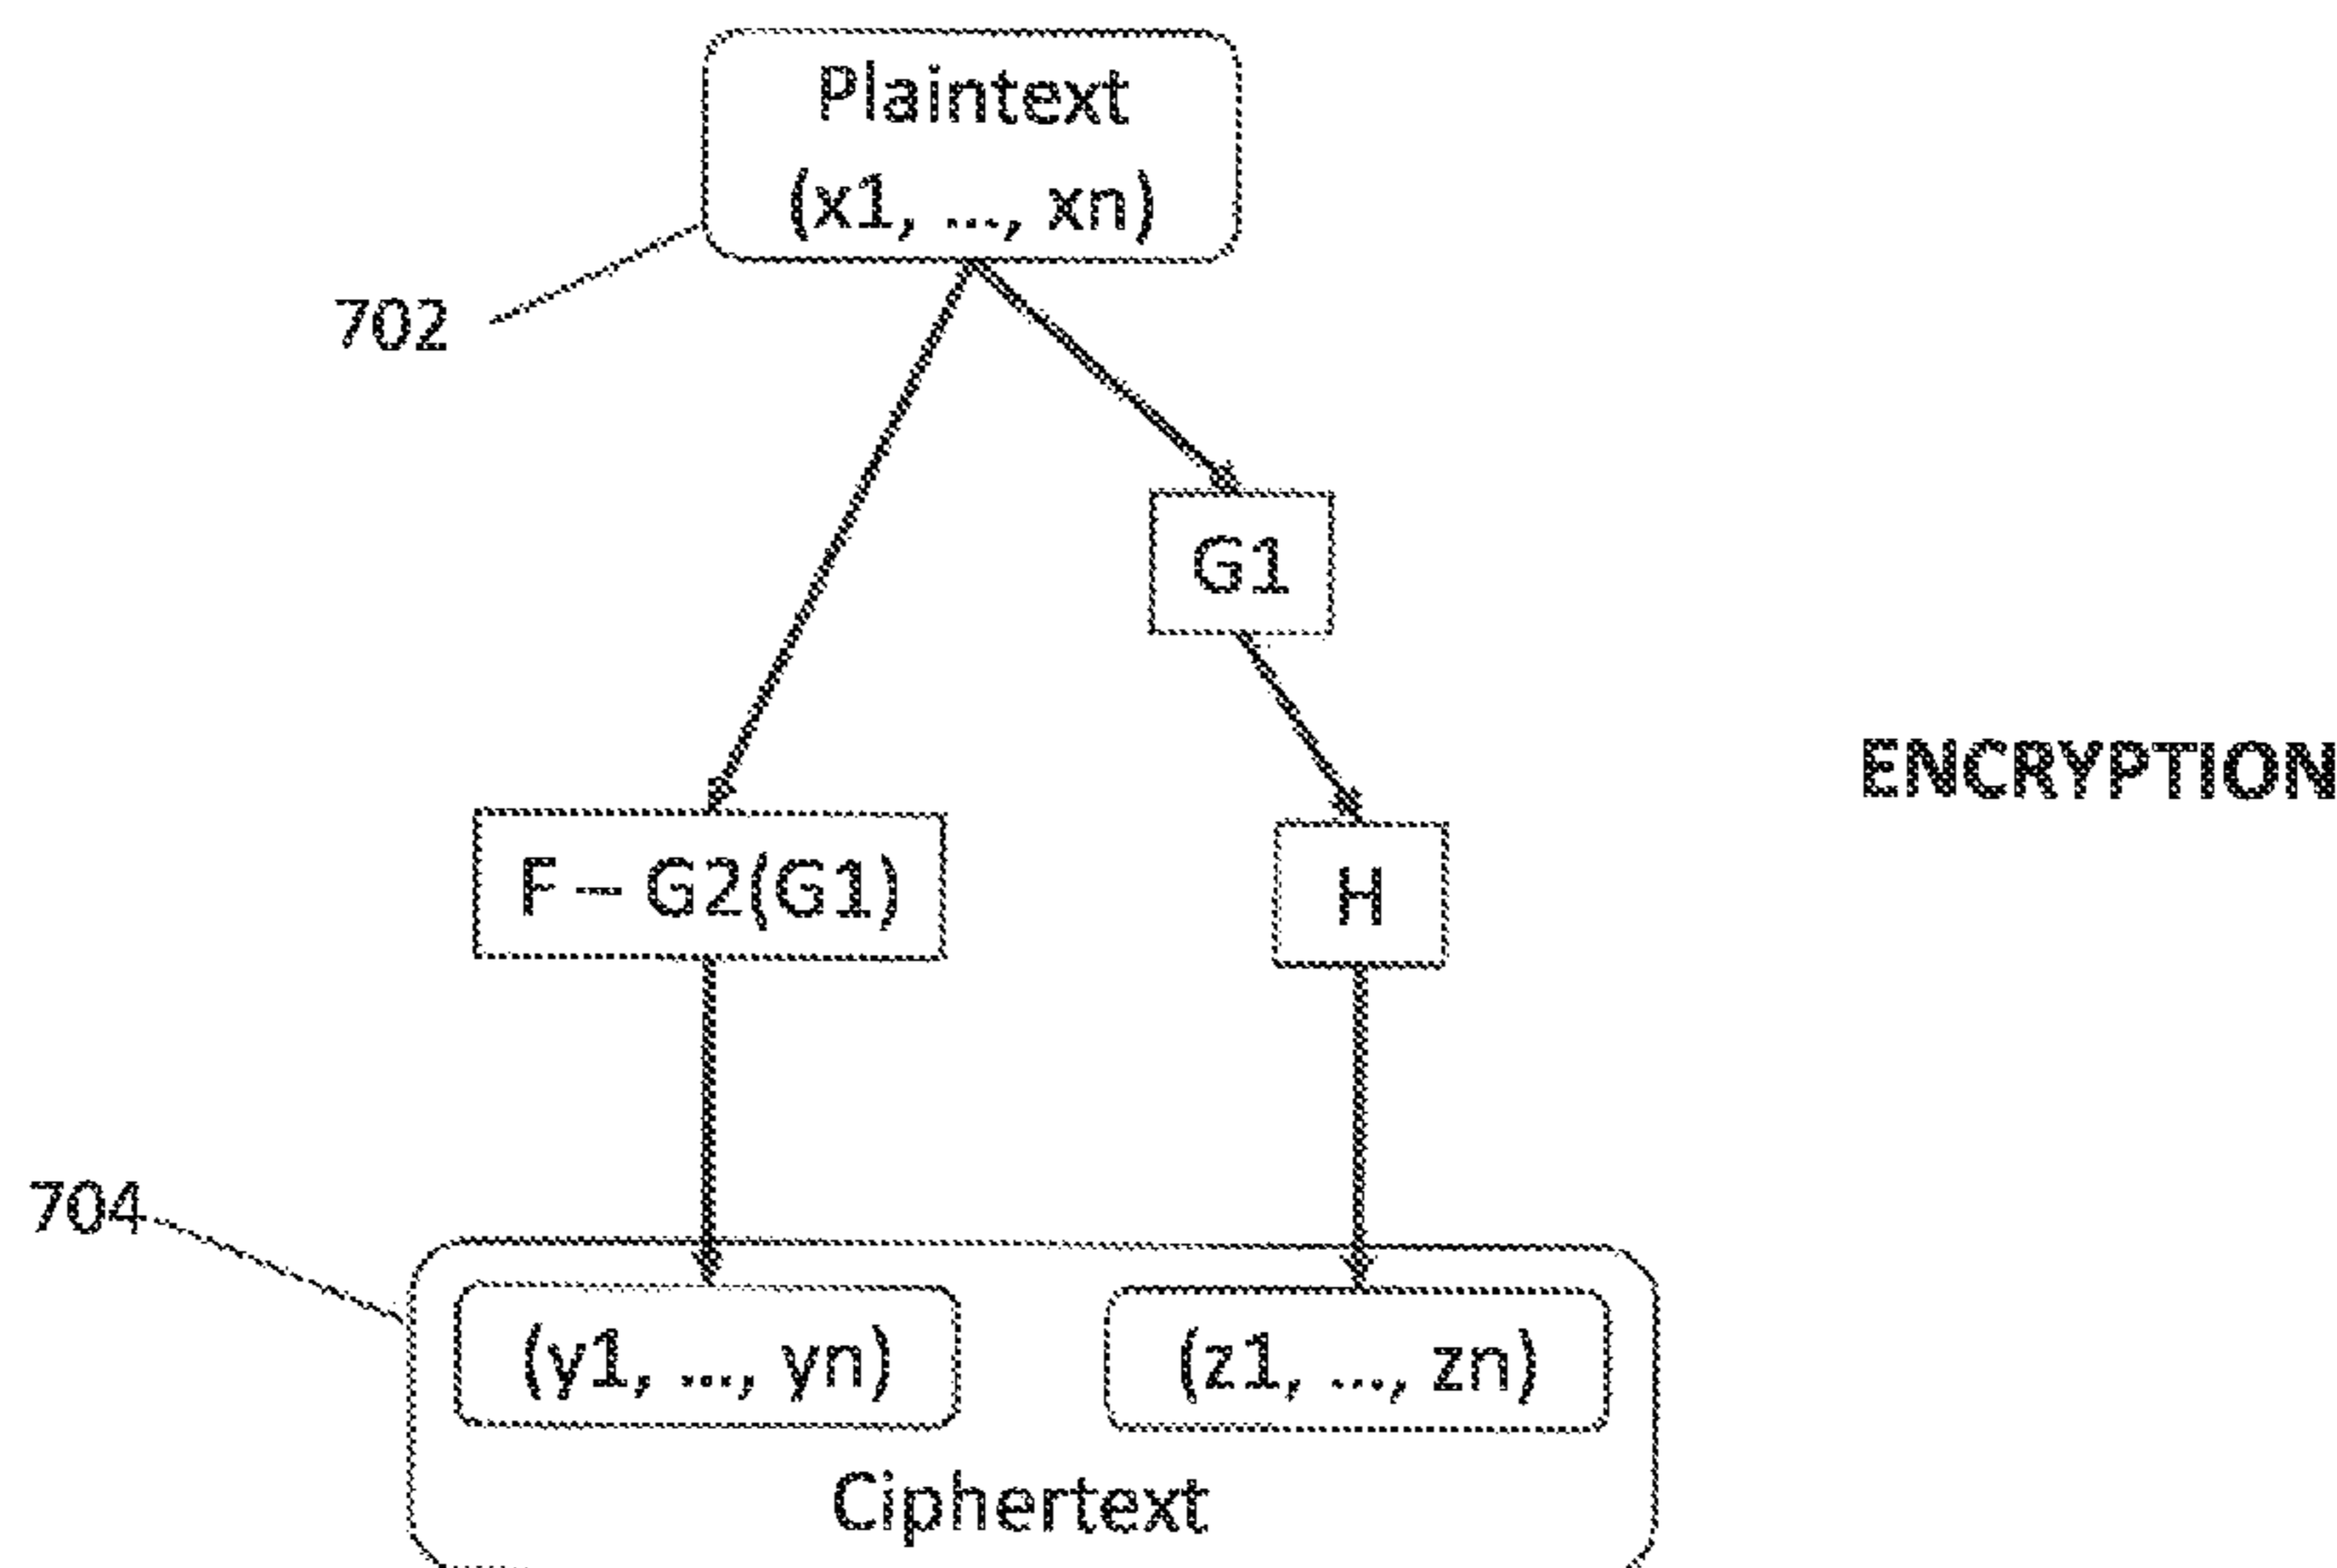 Plaintext
(x1, ..., xn)
702
G1
ENCRYPTION
F – G2(G1)
H
704
(y1, ..., yn)
(z1, ..., zn)
Ciphertext